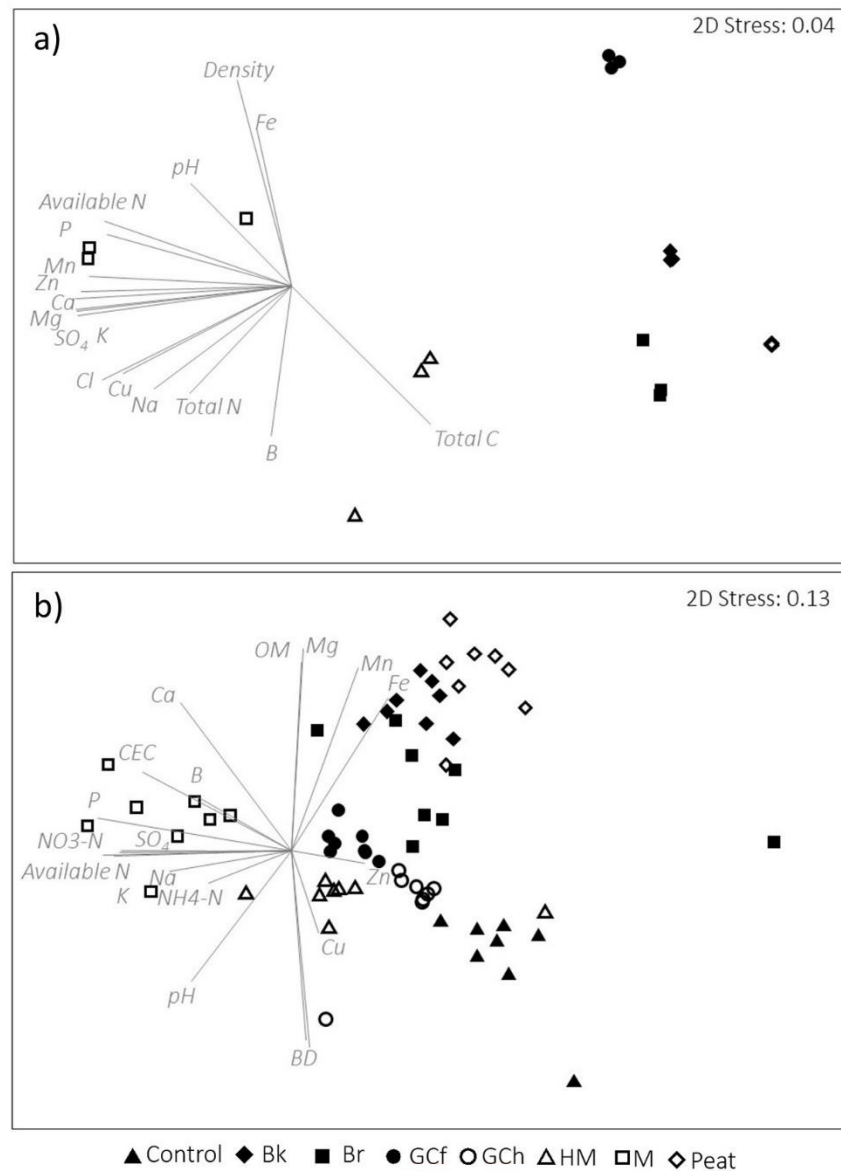 a)
2D Stress: 0.04
Density
Fe
pH
Available N
P
Mn
Zn
Ca
Mg
SO4 K
Cl
Cu
Na
Total N
B
Total C
b)
2D Stress: 0.13
OM
Mg
Mn
Fe
Ca
CEC
B
P
NO3-N
SO4
Available N
Na
Zn
K
NH4-N
Cu
pH
BD
Control Bk Br GCf GCh HM M Peat